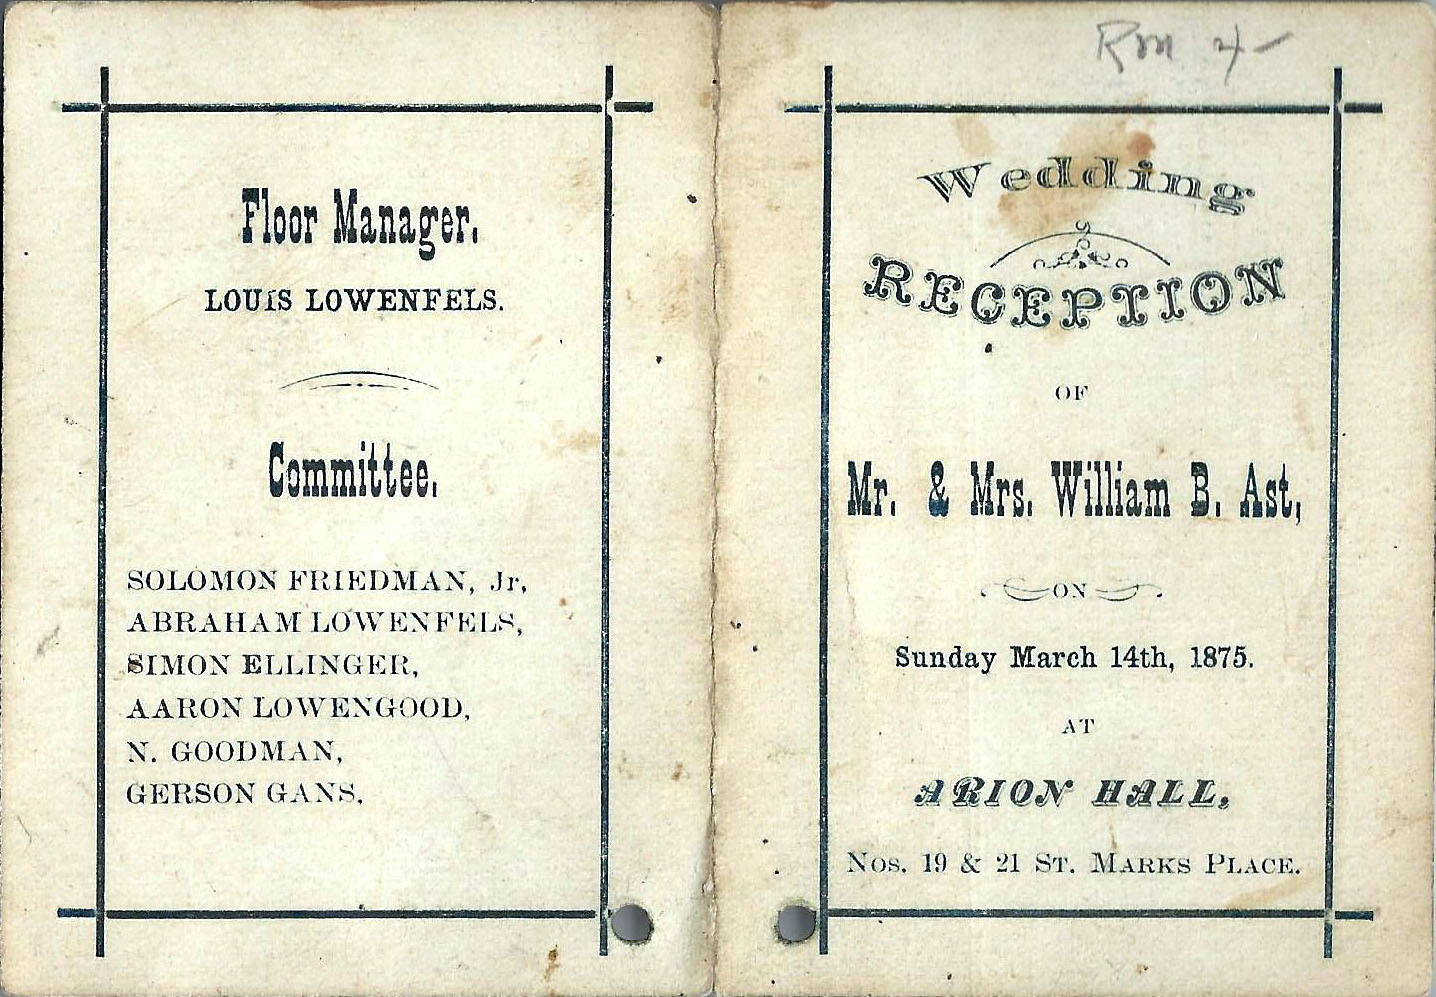 Floor Manager.
LOUIS LOWENFELS.
Committee.
SOLOMON FRIEDMAN, Jr,
ABRAHAM LOWENFELS,
SIMON ELLINGER,
AARON LOWENGOOD,
N. GOODMAN,
GERSON GANS,
Wedding
RECEPTION
OF
Mr. & Mrs. William B. Ast,
ON
Sunday March 14th, 1875.
AT
ARION HALL,
Nos. 19 & 21 St. Marks Place.